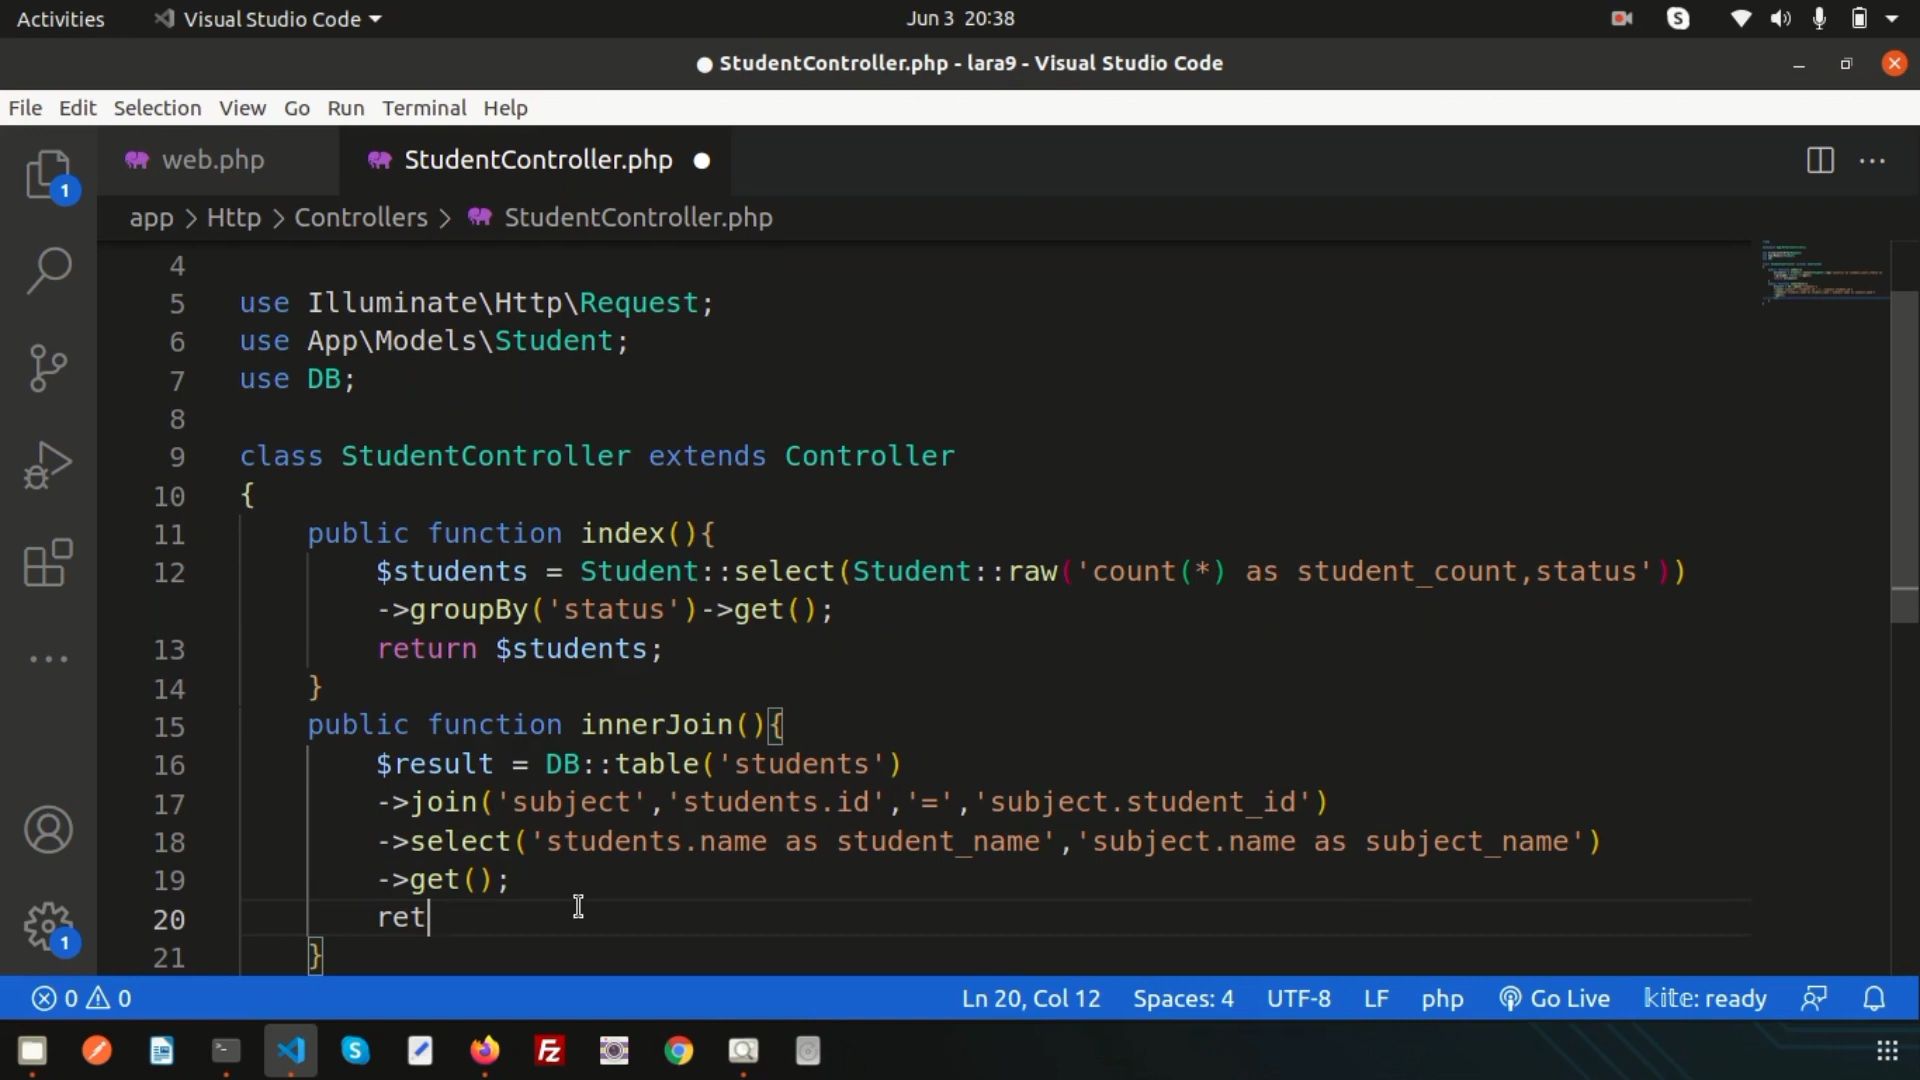 Activities Visual Studio Code Jun 3 20:38
StudentController.php - lara9 - Visual Studio Code
File Edit Selection View Go Run Terminal Help
web.php StudentController.php
app > Http > Controllers > StudentController.php
4
5 use Illuminate\Http\Request;
6 use App\Models\Student;
7 use DB;
8
9 class StudentController extends Controller
10 {
11 public function index(){
12 $students = Student::select(Student::raw('count(*) as student_count,status'))
->groupBy('status')->get();
13 return $students;
14 }
15 public function innerJoin(){
16 $result = DB::table('students')
17 ->join('subject','students.id','=','subject.student_id')
18 ->select('students.name as student_name','subject.name as subject_name')
19 ->get();
20 ret
21 }
1
1
0 0 Ln 20, Col 12 Spaces: 4 UTF-8 LF php Go Live kite: ready